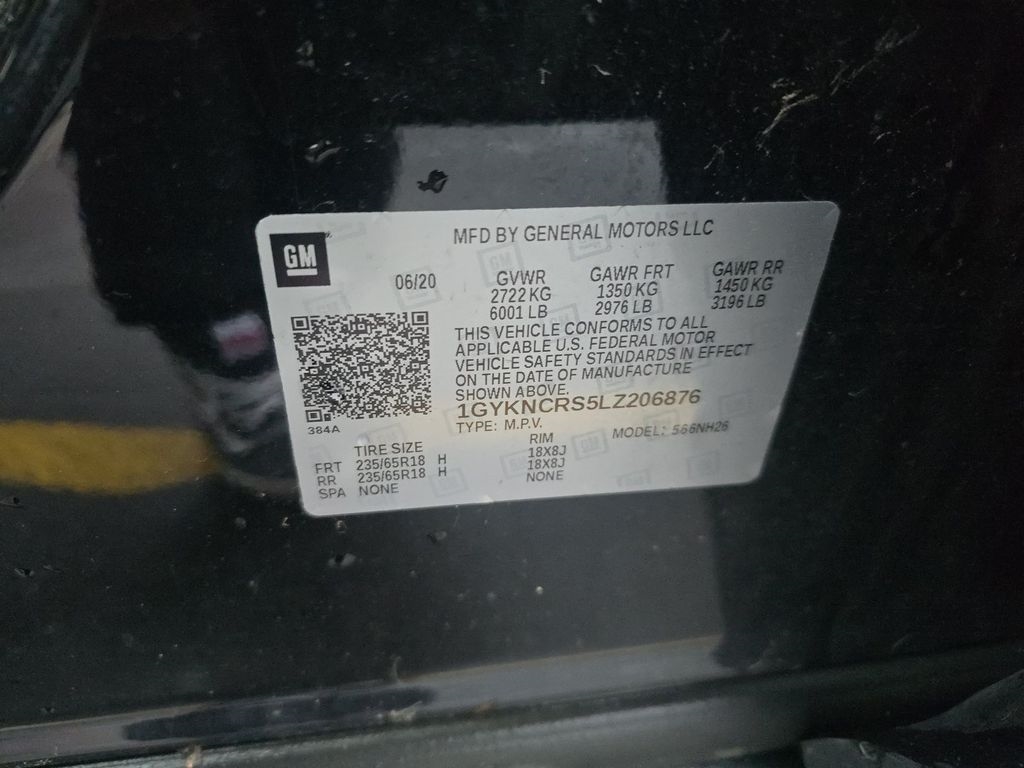 GM
MFD BY GENERAL MOTORS LLC
06/20
GVWR
2722 KG
6001 LB
GAWR FRT
1350 KG
2976 LB
GAWR RR
1450 KG
3196 LB
THIS VEHICLE CONFORMS TO ALL
APPLICABLE U.S. FEDERAL MOTOR
VEHICLE SAFETY STANDARDS IN EFFECT
ON THE DATE OF MANUFACTURE
SHOWN ABOVE.
1GYKNCRS5LZ206876
TYPE: M.P.V. MODEL: 566NH26
384A
TIRE SIZE RIM
FRT 235/65R18 H 18X8J
RR 235/65R18 H 18X8J
SPA NONE NONE